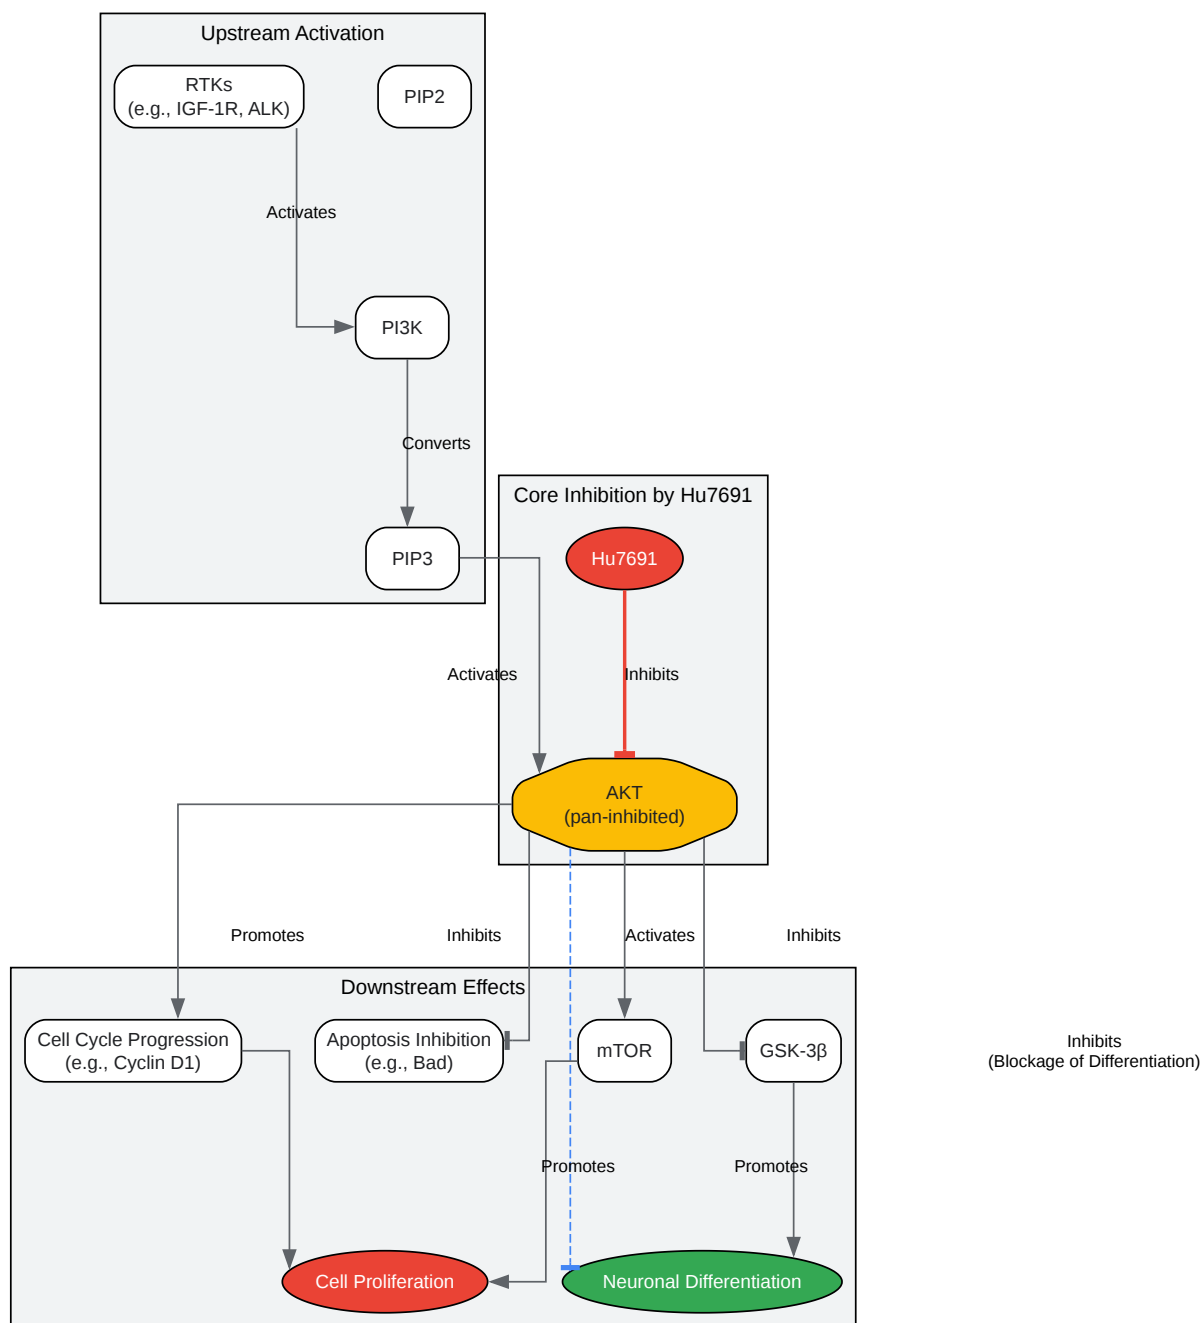 Upstream Activation
RTKs
(e.g., IGF-1R, ALK)
PIP2
Activates
PI3K
Converts
Core Inhibition by Hu7691
Hu7691
PIP3
Activates
Inhibits
AKT
(pan-inhibited)
Promotes
Inhibits
Activates
Inhibits
Downstream Effects
Cell Cycle Progression
(e.g., Cyclin D1)
Apoptosis Inhibition
(e.g., Bad)
mTOR
GSK-3β
Inhibits
(Blockage of Differentiation)
Promotes
Promotes
Cell Proliferation
Neuronal Differentiation